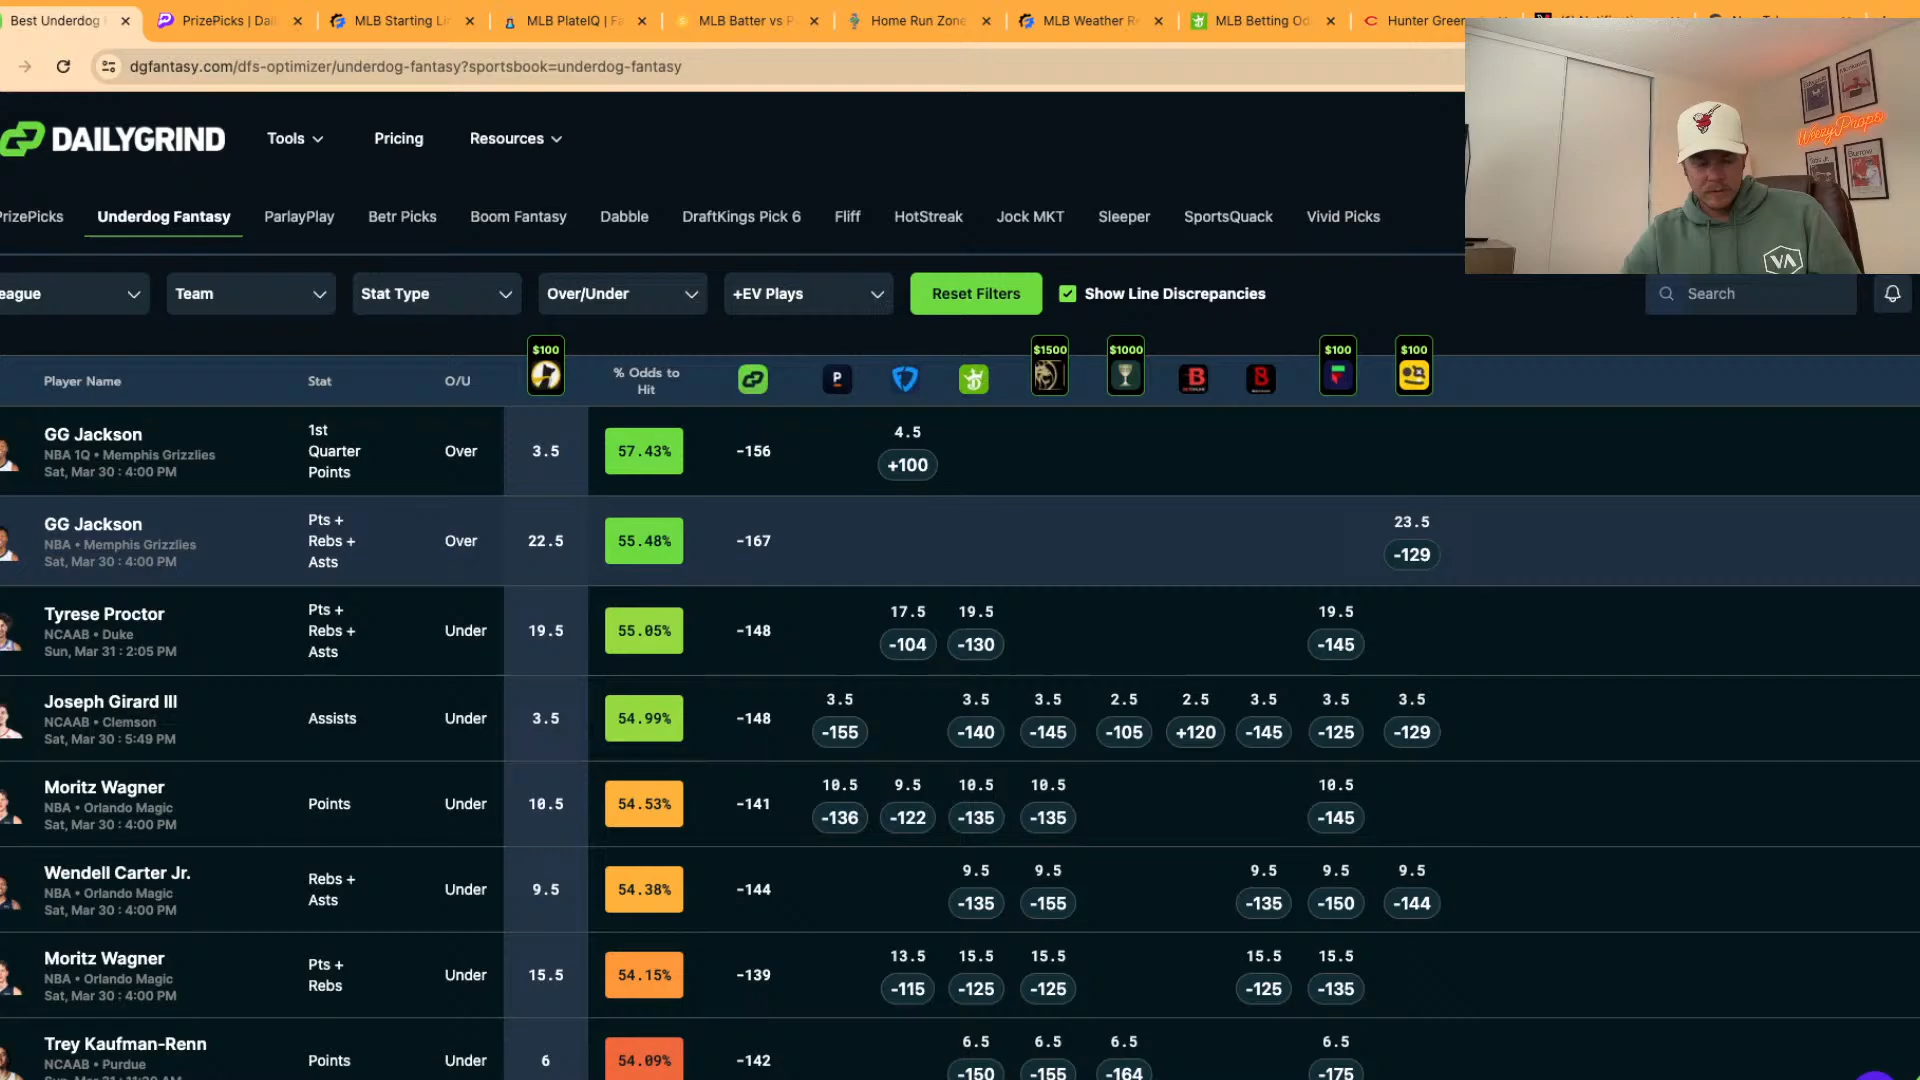 Best Underdog
PrizePicks | Dai
MLB Starting Li
MLB PlateIQ | Fa
MLB Batter vs P
Home Run Zone
MLB Weather R
MLB Betting Od
Hunter Green
dgfantasy.com/dfs-optimizer/underdog-fantasy?sportsbook=underdog-fantasy
DAILYGRIND
Tools
Pricing
Resources
PrizePicks
Underdog Fantasy
ParlayPlay
Betr Picks
Boom Fantasy
Dabble
DraftKings Pick 6
Fliff
HotStreak
Jock MKT
Sleeper
SportsQuack
Vivid Picks
WeezyProps
Burrow
VA
eague
Team
Stat Type
Over/Under
+EV Plays
Reset Filters
Show Line Discrepancies
Search
Player Name
Stat
O/U
$100
% Odds to
Hit
P
$1500
$1000
B
B
$100
$100
GG Jackson
NBA 1Q • Memphis Grizzlies
Sat, Mar 30 : 4:00 PM
1st
Quarter
Points
Over
3.5
57.43%
-156
4.5
+100
GG Jackson
NBA • Memphis Grizzlies
Sat, Mar 30 : 4:00 PM
Pts +
Rebs +
Asts
Over
22.5
55.48%
-167
23.5
-129
Tyrese Proctor
NCAAB • Duke
Sun, Mar 31 : 2:05 PM
Pts +
Rebs +
Asts
Under
19.5
55.05%
-148
17.5
-104
19.5
-130
19.5
-145
Joseph Girard III
NCAAB • Clemson
Sat, Mar 30 : 5:49 PM
Assists
Under
3.5
54.99%
-148
3.5
-155
3.5
-140
3.5
-145
2.5
-105
2.5
+120
3.5
-145
3.5
-125
3.5
-129
Moritz Wagner
NBA • Orlando Magic
Sat, Mar 30 : 4:00 PM
Points
Under
10.5
54.53%
-141
10.5
-136
9.5
-122
10.5
-135
10.5
-135
10.5
-145
Wendell Carter Jr.
NBA • Orlando Magic
Sat, Mar 30 : 4:00 PM
Rebs +
Asts
Under
9.5
54.38%
-144
9.5
-135
9.5
-155
9.5
-135
9.5
-150
9.5
-144
Moritz Wagner
NBA • Orlando Magic
Sat, Mar 30 : 4:00 PM
Pts +
Rebs
Under
15.5
54.15%
-139
13.5
-115
15.5
-125
15.5
-125
15.5
-125
15.5
-135
Trey Kaufman-Renn
NCAAB • Purdue
Points
Under
6
54.09%
-142
6.5
-150
6.5
-155
6.5
-164
6.5
-175